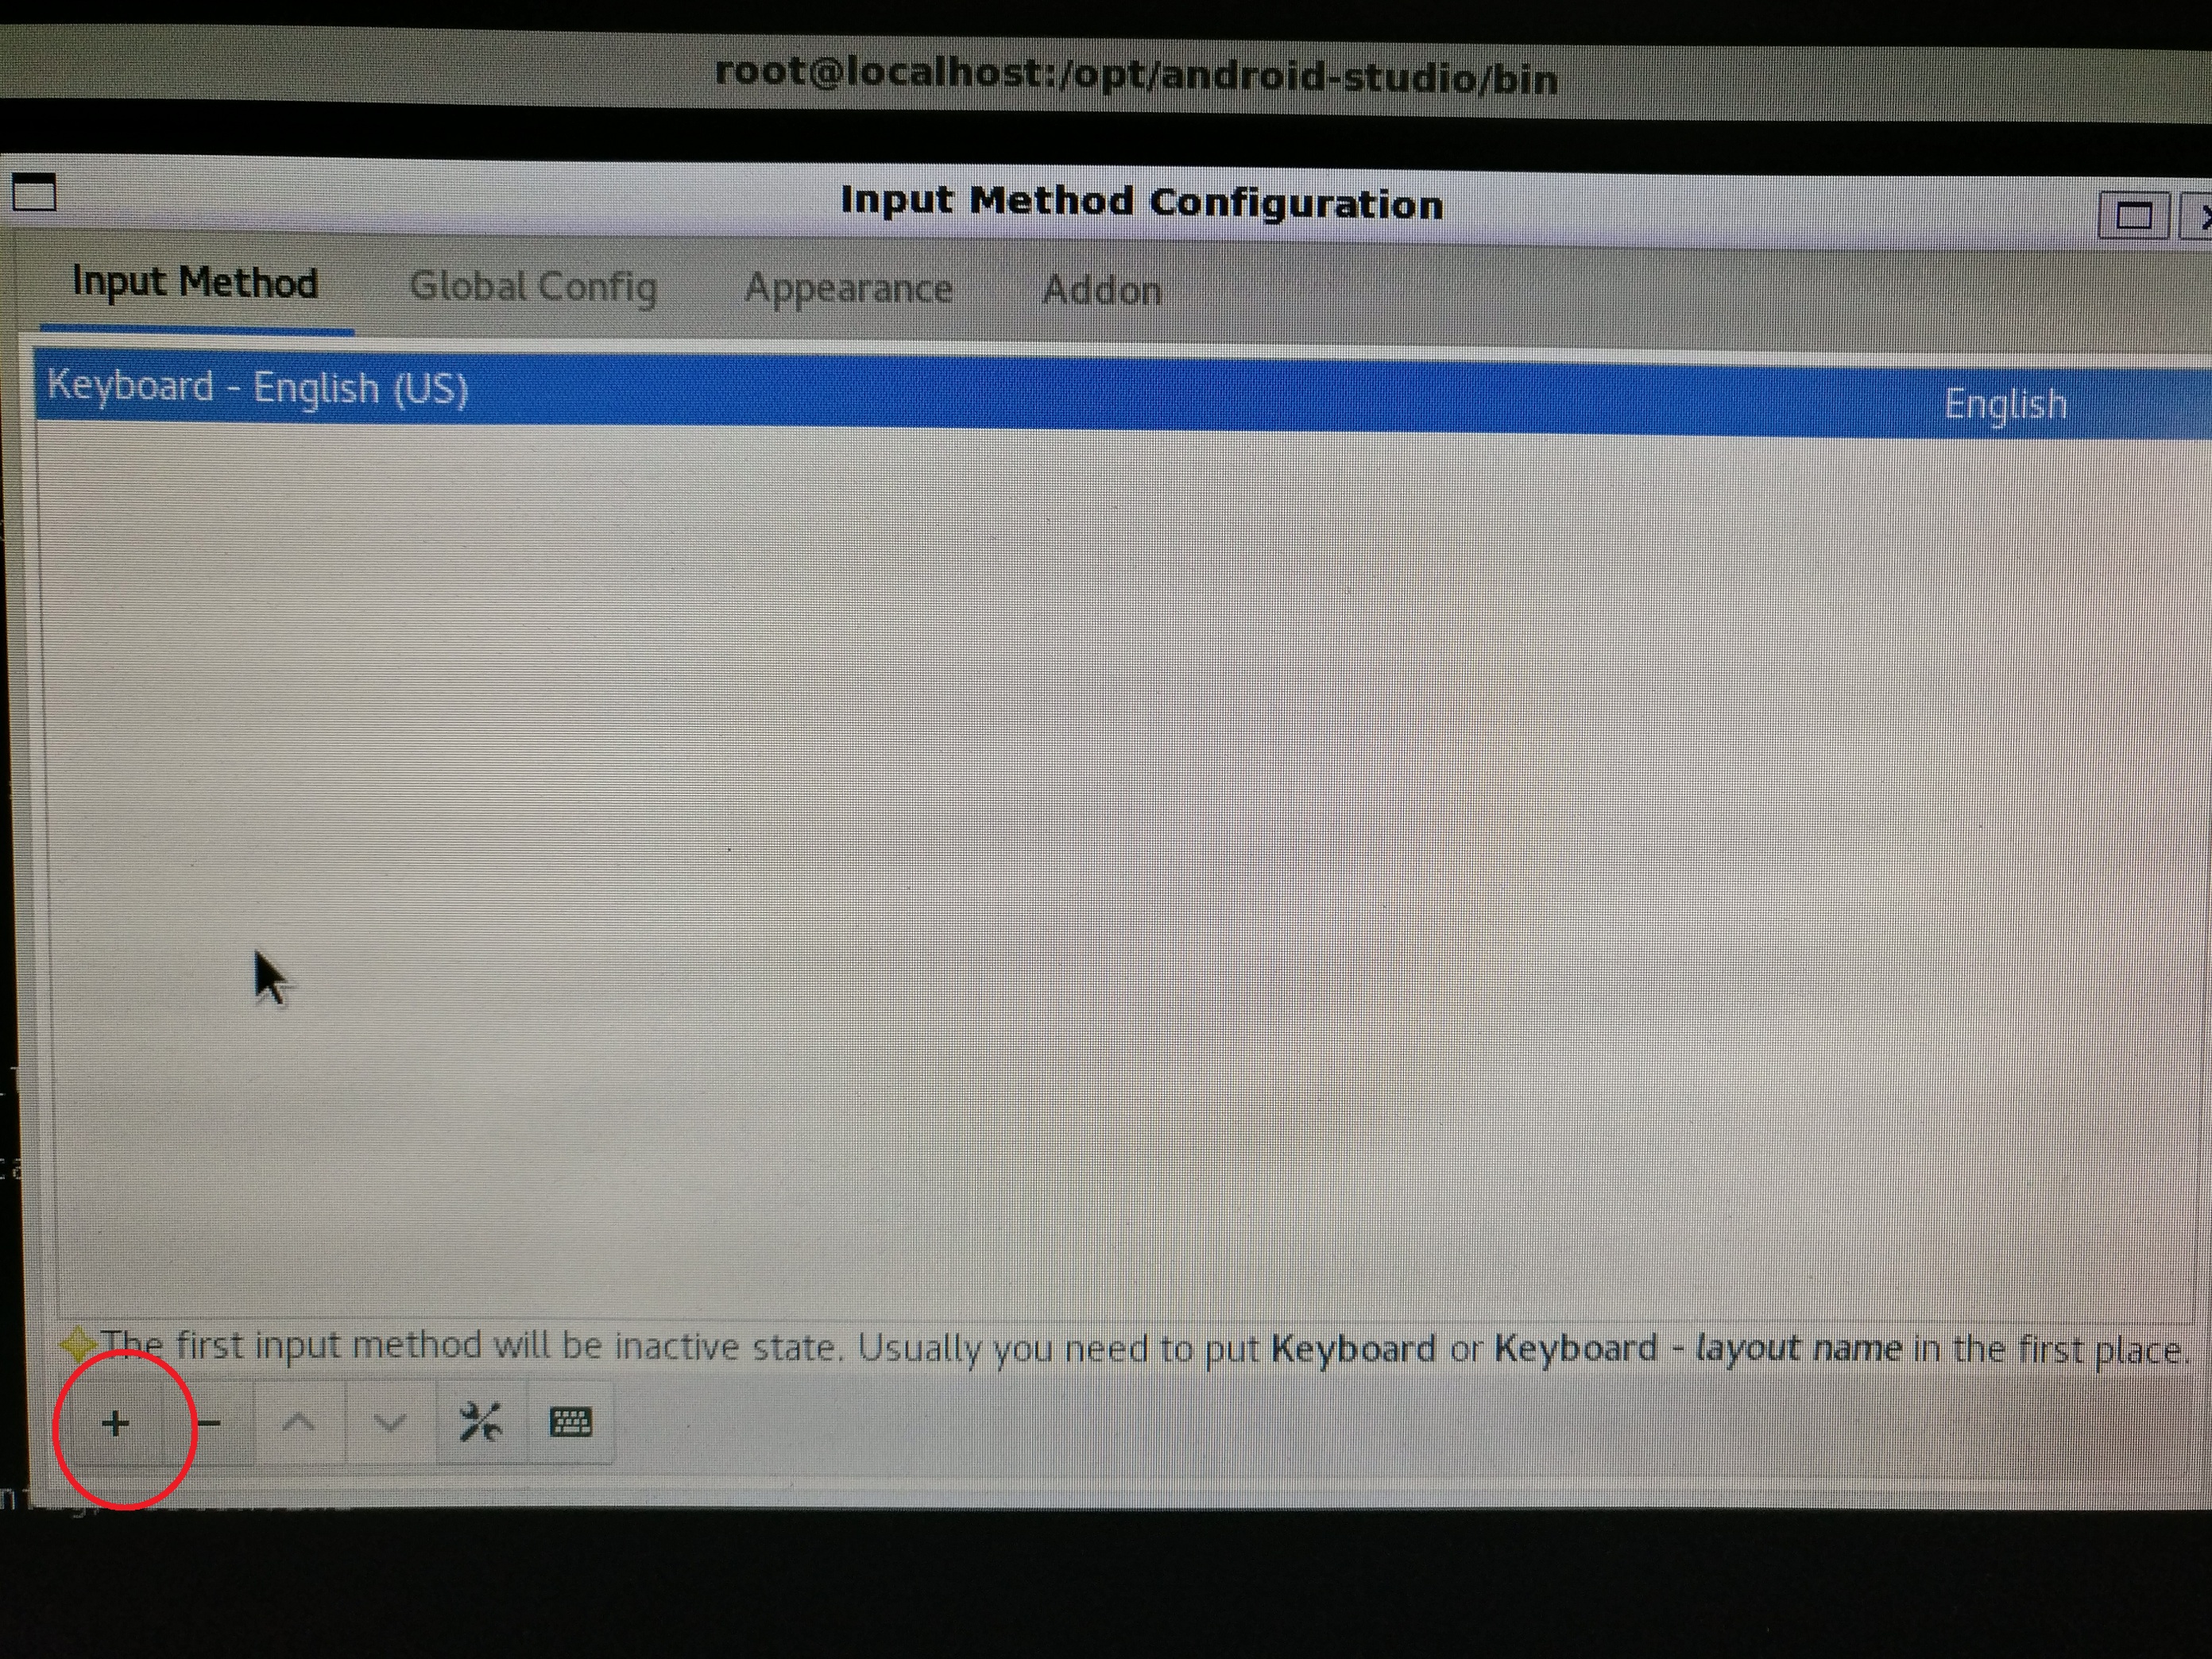 root@localhost:/opt/android-studio/bin
Input Method Configuration
Input Method Global Config Appearance Addon
Keyboard - English (US) English
The first input method will be inactive state. Usually you need to put Keyboard or Keyboard - layout name in the first place.